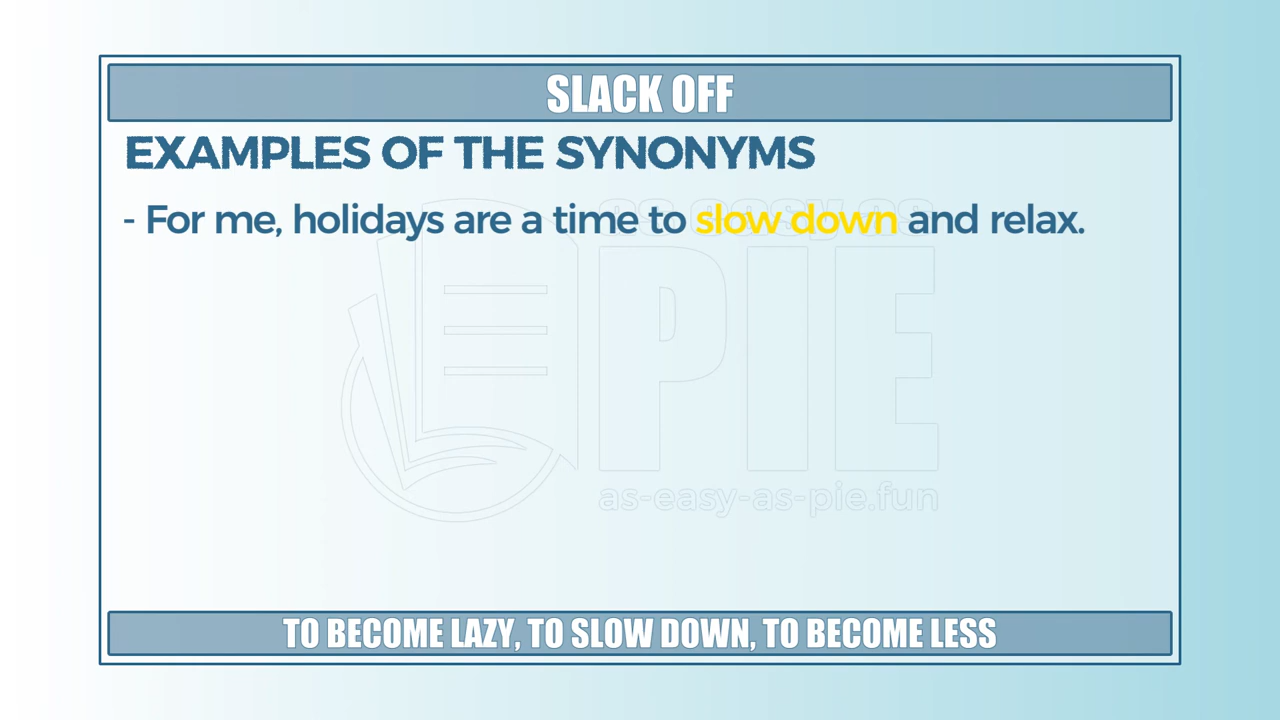 SLACK OFF
EXAMPLES OF THE SYNONYMS
- For me, holidays are a time to slow down and relax.
as easy as
PIE
as-easy-as-pie.fun
TO BECOME LAZY, TO SLOW DOWN, TO BECOME LESS